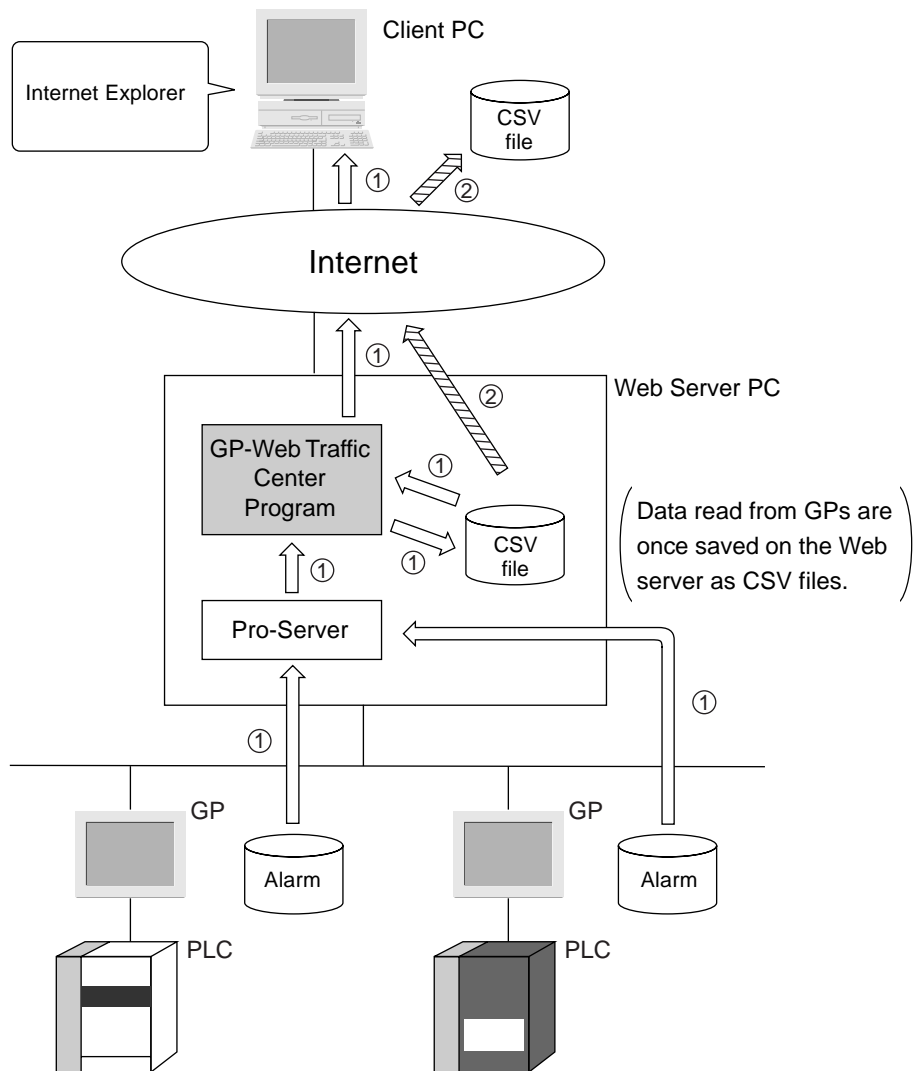 Client PC
Internet Explorer
CSV
file
①
②
Internet
①
Web Server PC
②
GP-Web Traffic
Center
Program
①
①
CSV
file
Data read from GPs are
once saved on the Web
server as CSV files.
①
Pro-Server
①
①
GP
GP
Alarm
Alarm
PLC
PLC